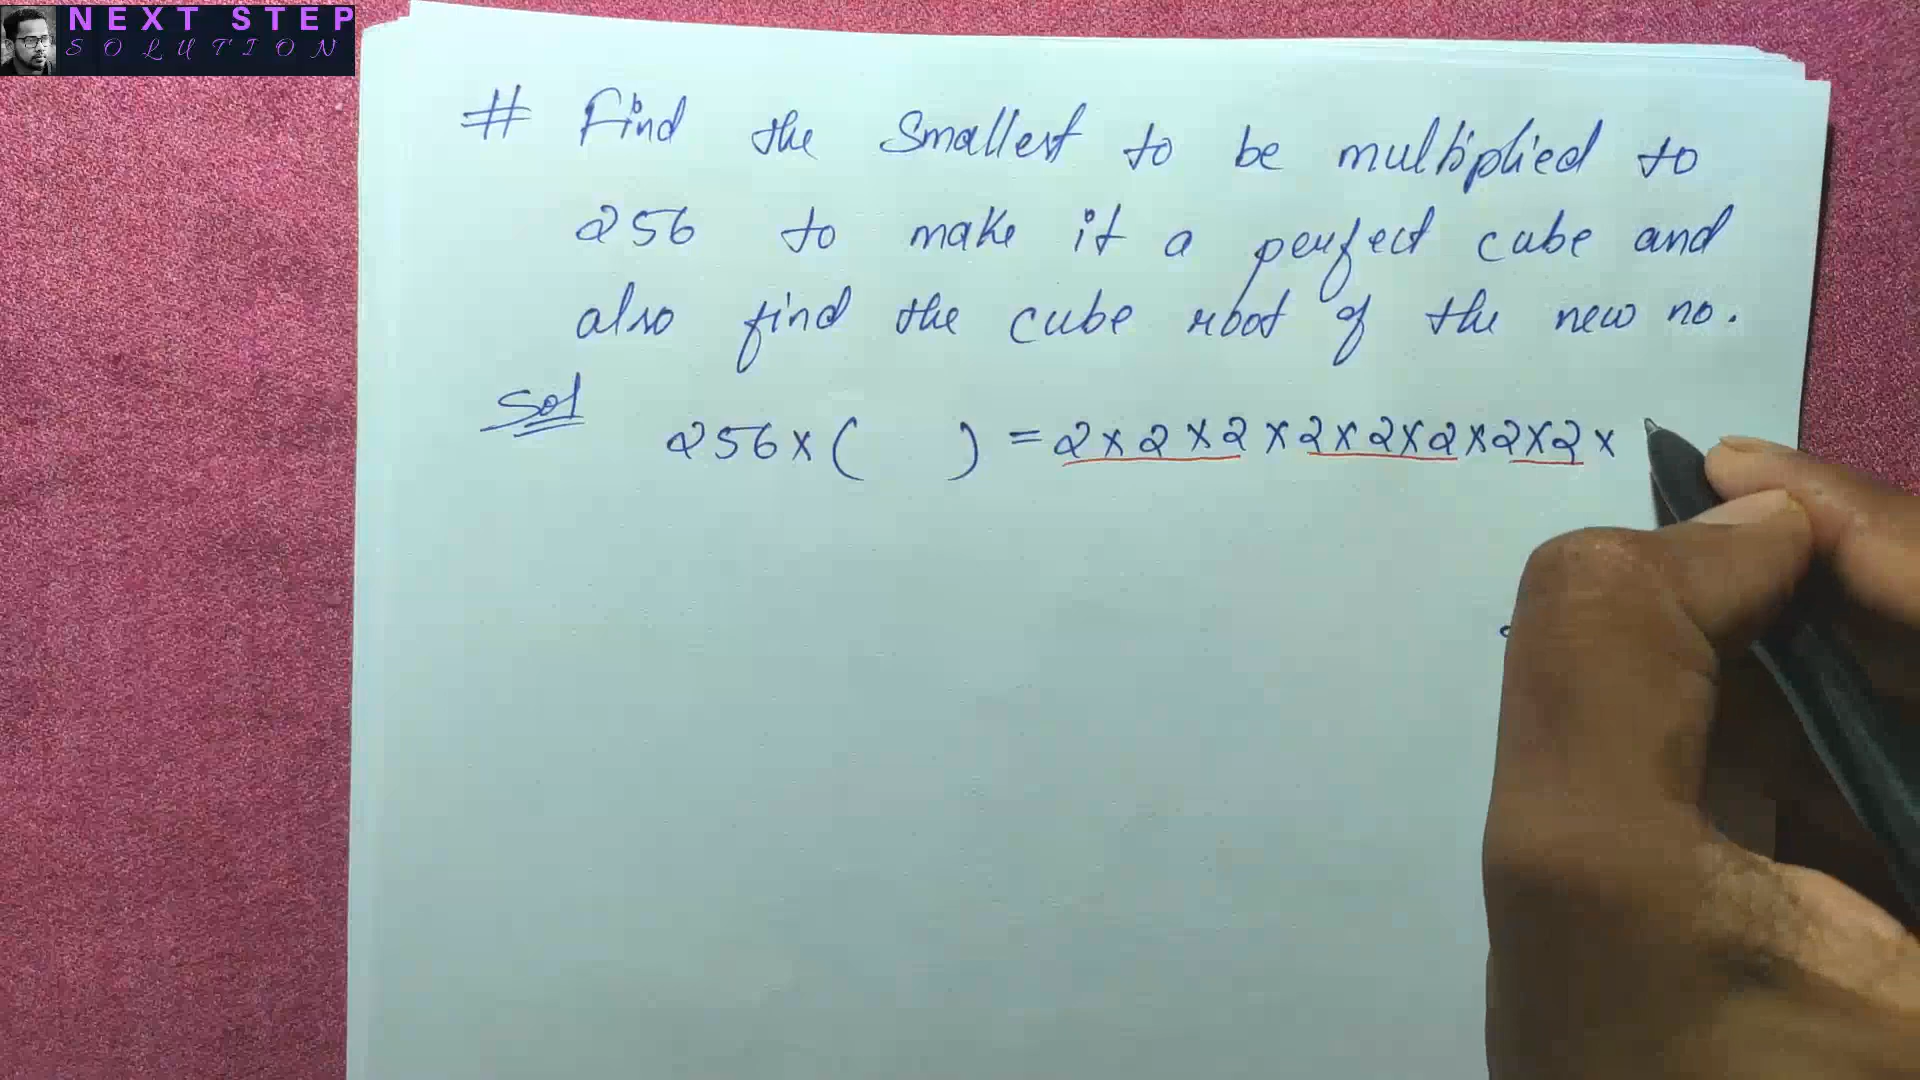 NEXT STEP
SOLUTION
# Find the Smallest to be multiplied to
256 to make it a perfect cube and
also find the cube root of the new no.
Sol 256 × ( ) = 2 × 2 × 2 × 2 × 2 × 2 × 2 × 2 ×